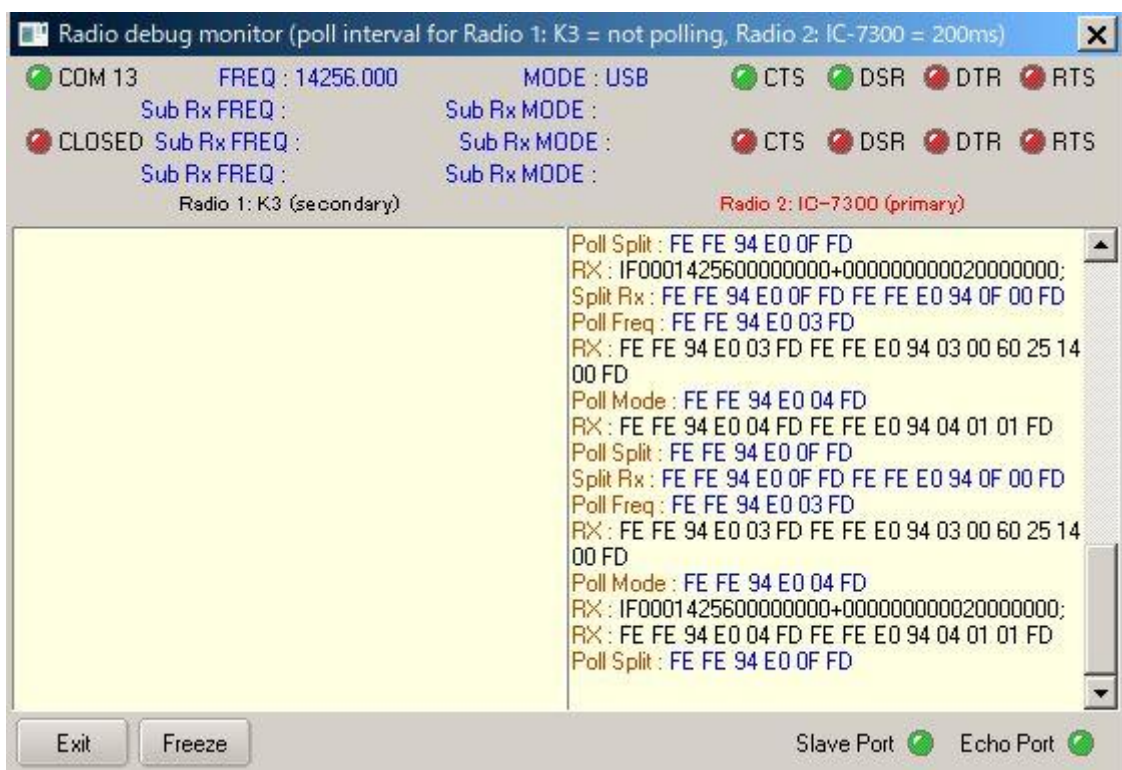 Radio debug monitor (poll interval for Radio 1: K3 = not polling, Radio 2: IC-7300 = 200ms)
COM 13 FREQ : 14256.000 MODE : USB CTS DSR DTR RTS
Sub Rx FREQ : Sub Rx MODE :
CLOSED Sub Rx FREQ : Sub Rx MODE : CTS DSR DTR RTS
Sub Rx FREQ : Sub Rx MODE :
Radio 1: K3 (secondary) Radio 2: IC-7300 (primary)
Poll Split : FE FE 94 E0 0F FD
RX : IF0001425600000000+000000000020000000;
Split Rx : FE FE 94 E0 0F FD FE FE E0 94 0F 00 FD
Poll Freq : FE FE 94 E0 03 FD
RX : FE FE 94 E0 03 FD FE FE E0 94 03 00 60 25 14
00 FD
Poll Mode : FE FE 94 E0 04 FD
RX : FE FE 94 E0 04 FD FE FE E0 94 04 01 01 FD
Poll Split : FE FE 94 E0 0F FD
Split Rx : FE FE 94 E0 0F FD FE FE E0 94 0F 00 FD
Poll Freq : FE FE 94 E0 03 FD
RX : FE FE 94 E0 03 FD FE FE E0 94 03 00 60 25 14
00 FD
Poll Mode : FE FE 94 E0 04 FD
RX : IF0001425600000000+000000000020000000;
RX : FE FE 94 E0 04 FD FE FE E0 94 04 01 01 FD
Poll Split : FE FE 94 E0 0F FD
Exit Freeze Slave Port Echo Port